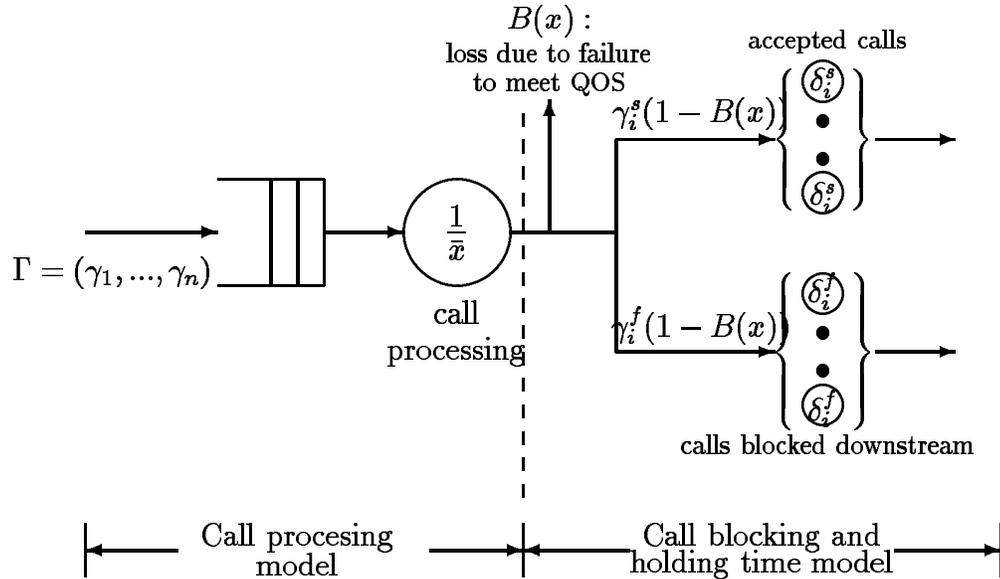 B(x) :
loss due to failure
to meet QOS
accepted calls
δ_i^s
γ_i^s(1 − B(x))
δ_i^s
1/x̄
Γ = (γ_1, ..., γ_n)
call
processing
δ_i^f
γ_i^f(1 − B(x))
δ_i^f
calls blocked downstream
Call procesing
model
Call blocking and
holding time model